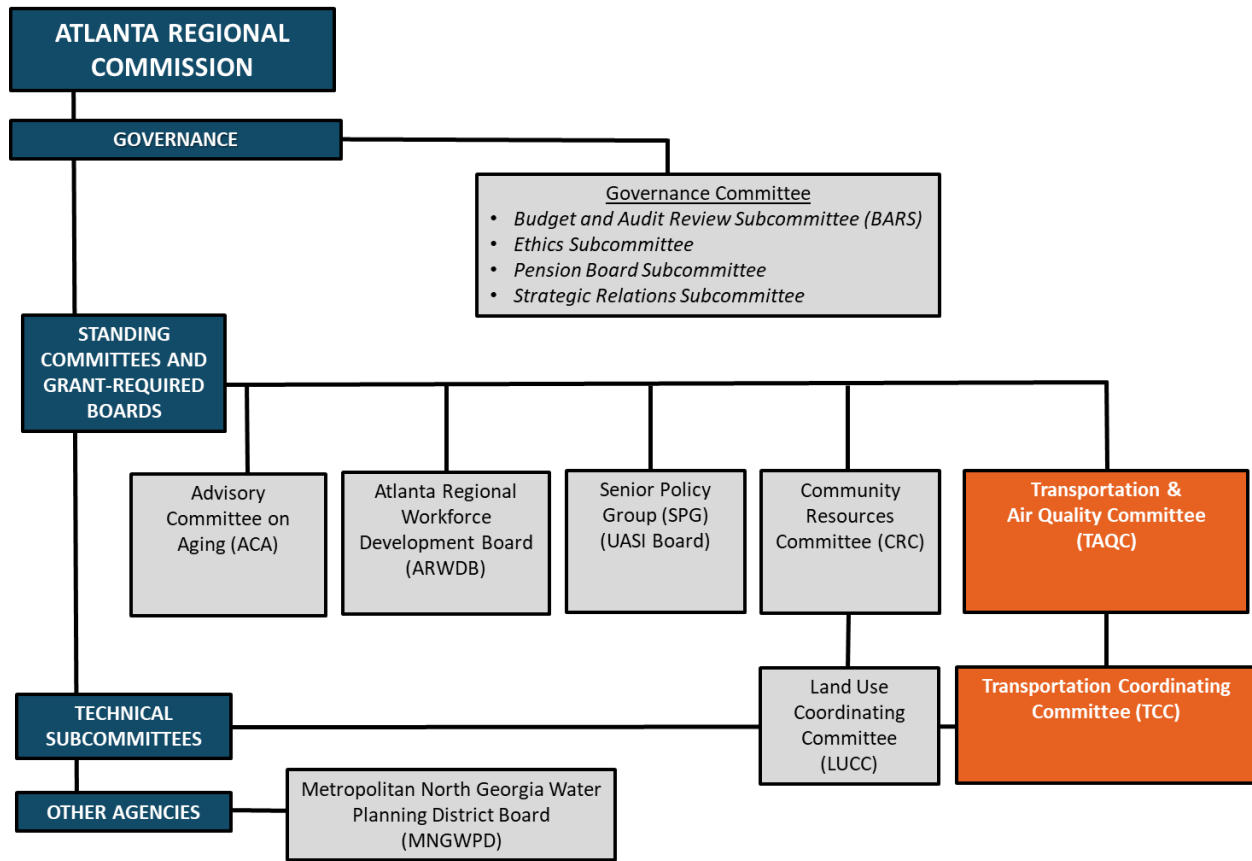 ATLANTA REGIONAL
COMMISSION
GOVERNANCE
Governance Committee
• Budget and Audit Review Subcommittee (BARS)
• Ethics Subcommittee
• Pension Board Subcommittee
• Strategic Relations Subcommittee
STANDING
COMMITTEES AND
GRANT-REQUIRED
BOARDS
Advisory
Committee on
Aging (ACA)
Atlanta Regional
Workforce
Development Board
(ARWDB)
Senior Policy
Group (SPG)
(UASI Board)
Community
Resources
Committee (CRC)
Transportation &
Air Quality Committee
(TAQC)
TECHNICAL
SUBCOMMITTEES
Land Use
Coordinating
Committee
(LUCC)
Transportation Coordinating
Committee (TCC)
OTHER AGENCIES
Metropolitan North Georgia Water
Planning District Board
(MNGWPD)